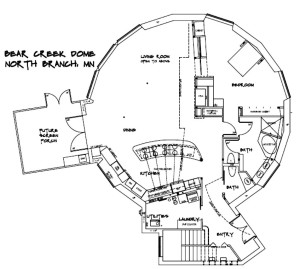 BEAR CREEK DOME
NORTH BRANCH, MN
LIVING ROOM
OPEN TO ABOVE
BEDROOM
FUTURE
SCREEN
PORCH
DINING
KITCHEN
BATH
BATH
UTILITIES
LAUNDRY
ENTRY